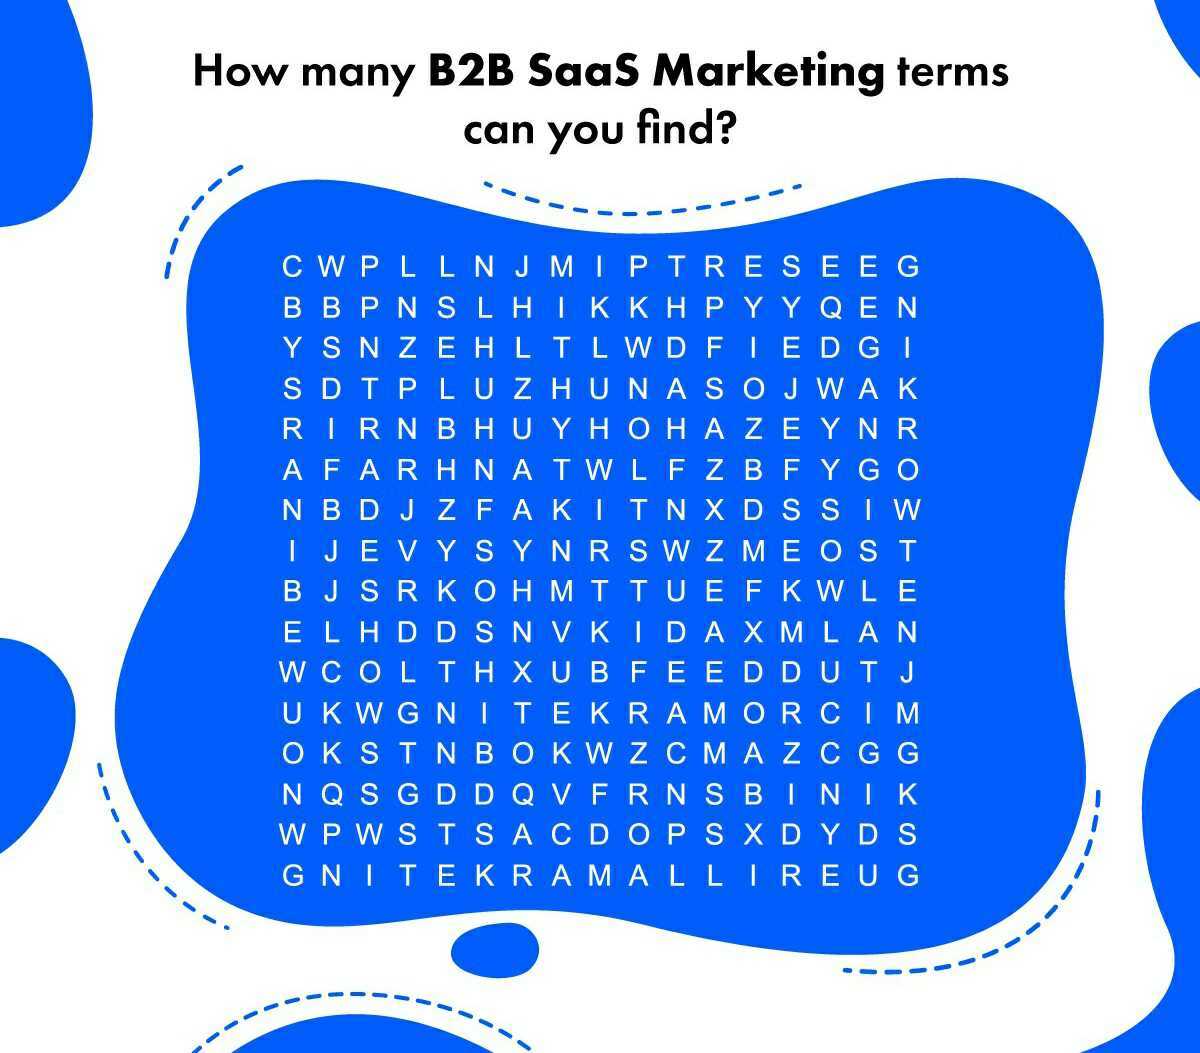 How many B2B SaaS Marketing terms
can you find?
C W P L L N J M I P T R E S E E G
B B P N S L H I K K H P Y Y Q E N
Y S N Z E H L T L W D F I E D G I
S D T P L U Z H U N A S O J W A K
R I R N B H U Y H O H A Z E Y N R
A F A R H N A T W L F Z B F Y G O
N B D J Z F A K I T N X D S S I W
I J E V Y S Y N R S W Z M E O S T
B J S R K O H M T T U E F K W L E
E L H D D S N V K I D A X M L A N
W C O L T H X U B F E E D D U T J
U K W G N I T E K R A M O R C I M
O K S T N B O K W Z C M A Z C G G
N Q S G D D Q V F R N S B I N I K
W P W S T S A C D O P S X D Y D S
G N I T E K R A M A L L I R E U G